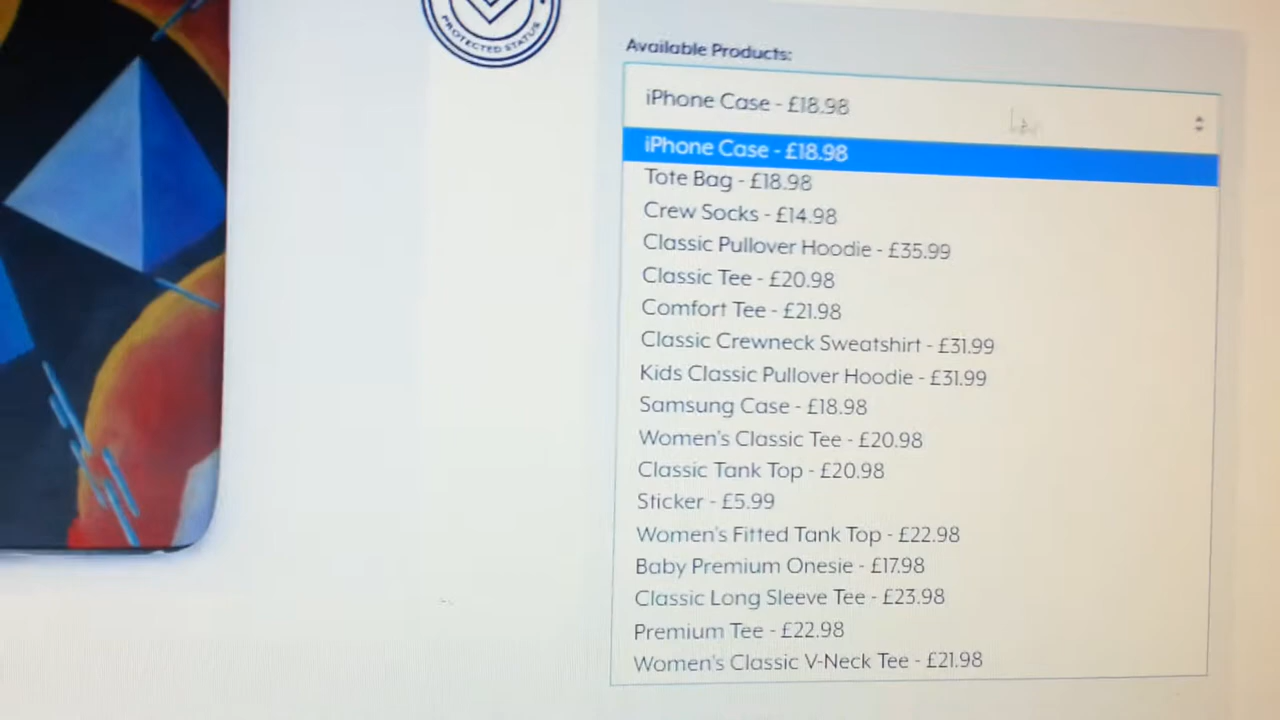 PROTECTED STATUS
Available Products:
iPhone Case - £18.98
iPhone Case - £18.98
Tote Bag - £18.98
Crew Socks - £14.98
Classic Pullover Hoodie - £35.99
Classic Tee - £20.98
Comfort Tee - £21.98
Classic Crewneck Sweatshirt - £31.99
Kids Classic Pullover Hoodie - £31.99
Samsung Case - £18.98
Women's Classic Tee - £20.98
Classic Tank Top - £20.98
Sticker - £5.99
Women's Fitted Tank Top - £22.98
Baby Premium Onesie - £17.98
Classic Long Sleeve Tee - £23.98
Premium Tee - £22.98
Women's Classic V-Neck Tee - £21.98